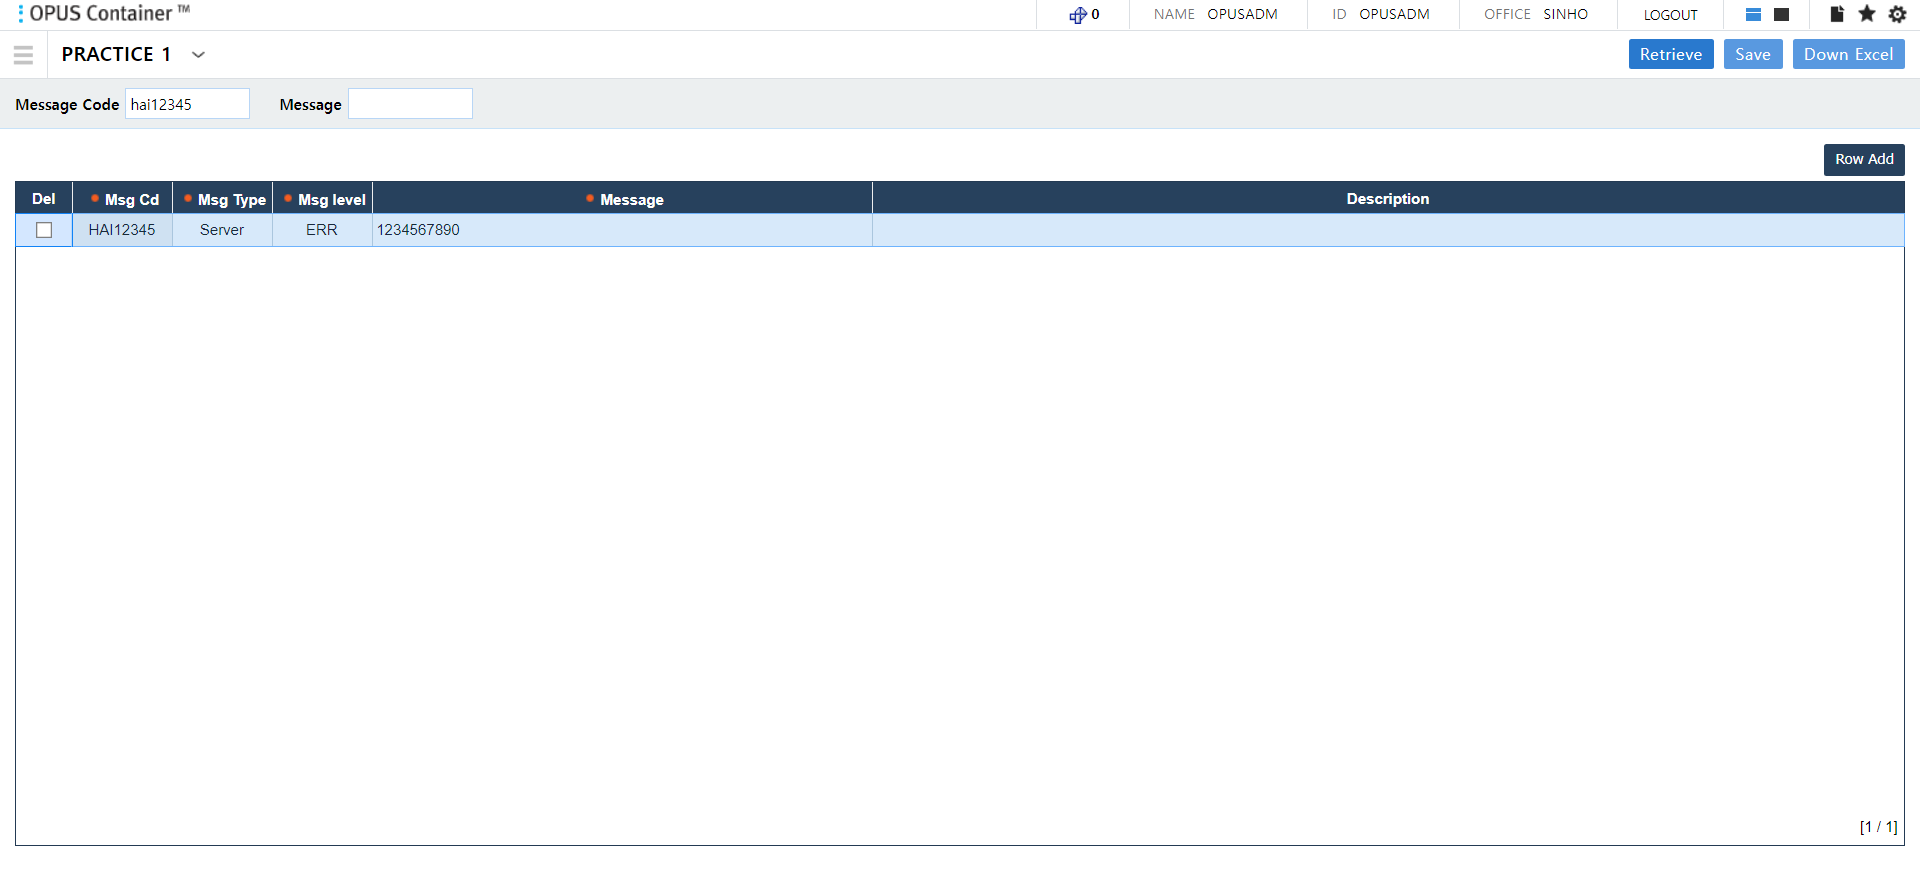 OPUS Container ™
0 NAME OPUSADM ID OPUSADM OFFICE SINHO LOGOUT
PRACTICE 1 Retrieve Save Down Excel
Message Code hai12345 Message
Row Add
Del Msg Cd Msg Type Msg level Message Description
HAI12345 Server ERR 1234567890
[1 / 1]